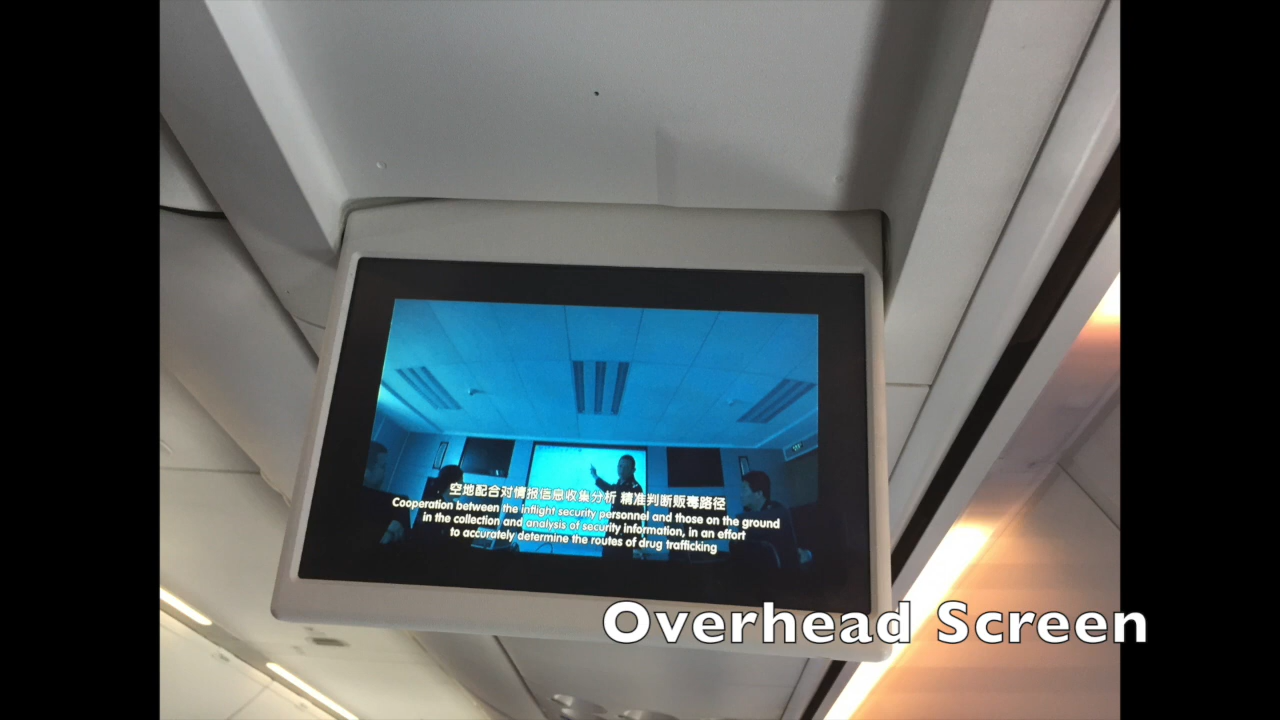 空地配合对情报信息收集分析 精准判断贩毒路径
Cooperation between the inflight security personnel and those on the ground
in the collection and analysis of security information, in an effort
to accurately determine the routes of drug trafficking
Overhead Screen